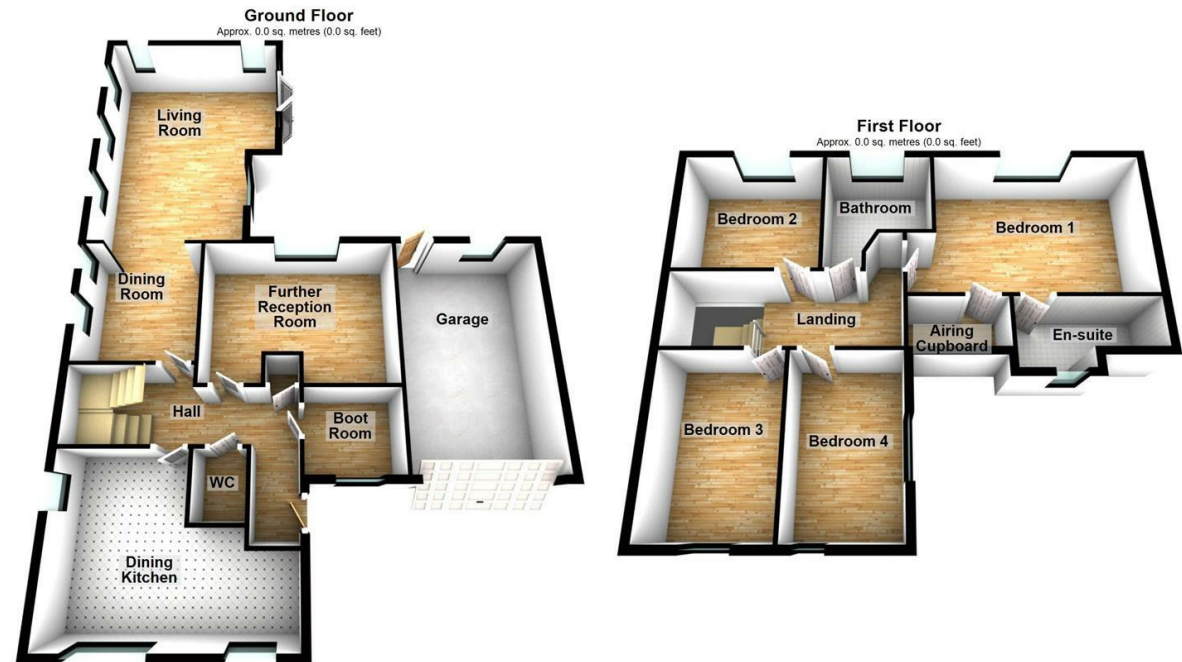 Ground Floor
Approx. 0.0 sq. metres (0.0 sq. feet)
Living
Room
Dining
Room
Further
Reception
Room
Garage
Hall
Boot
Room
WC
Dining
Kitchen
First Floor
Approx. 0.0 sq. metres (0.0 sq. feet)
Bedroom 2
Bathroom
Bedroom 1
Landing
Airing
Cupboard
En-suite
Bedroom 3
Bedroom 4